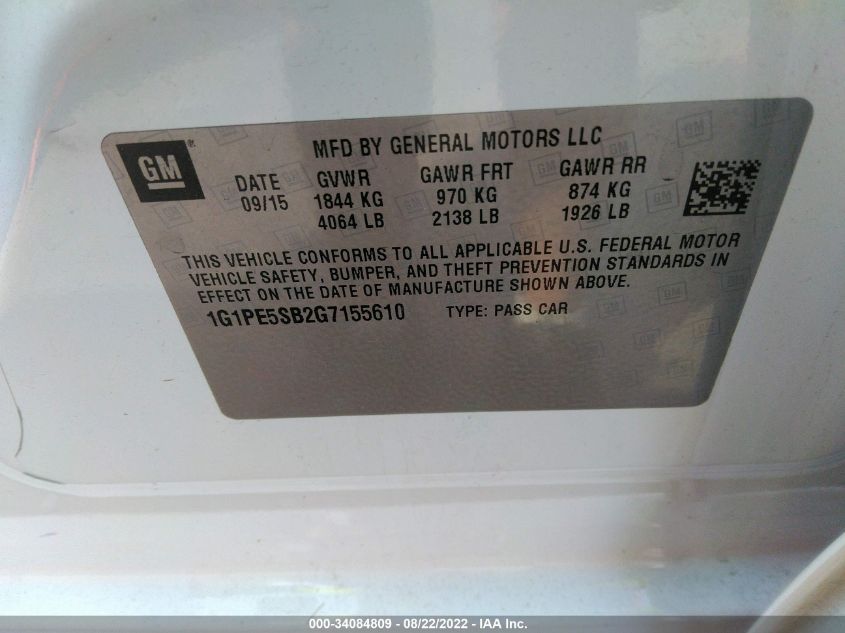 GM ®
MFD BY GENERAL MOTORS LLC
DATE GVWR GAWR FRT GAWR RR
09/15 1844 KG 970 KG 874 KG
4064 LB 2138 LB 1926 LB
THIS VEHICLE CONFORMS TO ALL APPLICABLE U.S. FEDERAL MOTOR
VEHICLE SAFETY, BUMPER, AND THEFT PREVENTION STANDARDS IN
EFFECT ON THE DATE OF MANUFACTURE SHOWN ABOVE.
1G1PE5SB2G7155610 TYPE: PASS CAR
000-34084809 - 08/22/2022 - IAA Inc.